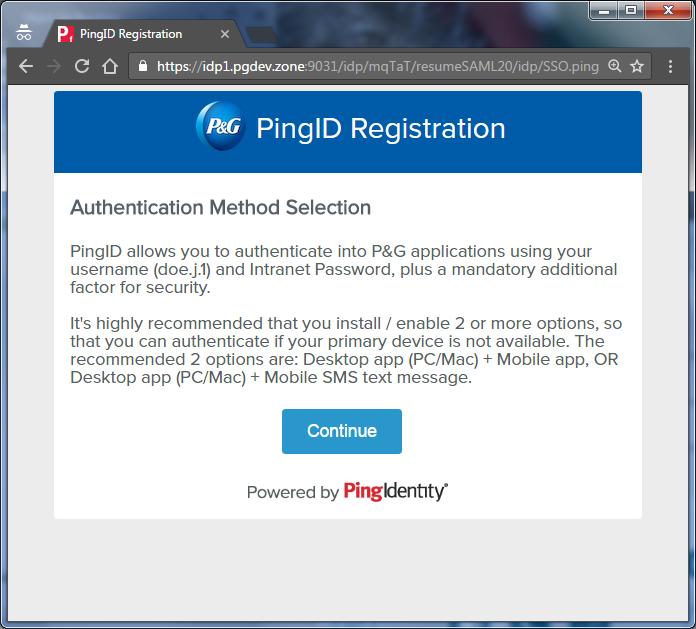 PingID Registration
https://idp1.pgdev.zone:9031/idp/mqTaT/resumeSAML20/idp/SSO.ping
P&G PingID Registration
Authentication Method Selection
PingID allows you to authenticate into P&G applications using your
username (doe.j.1) and Intranet Password, plus a mandatory additional
factor for security.
It's highly recommended that you install / enable 2 or more options, so
that you can authenticate if your primary device is not available. The
recommended 2 options are: Desktop app (PC/Mac) + Mobile app, OR
Desktop app (PC/Mac) + Mobile SMS text message.
Continue
Powered by PingIdentity®